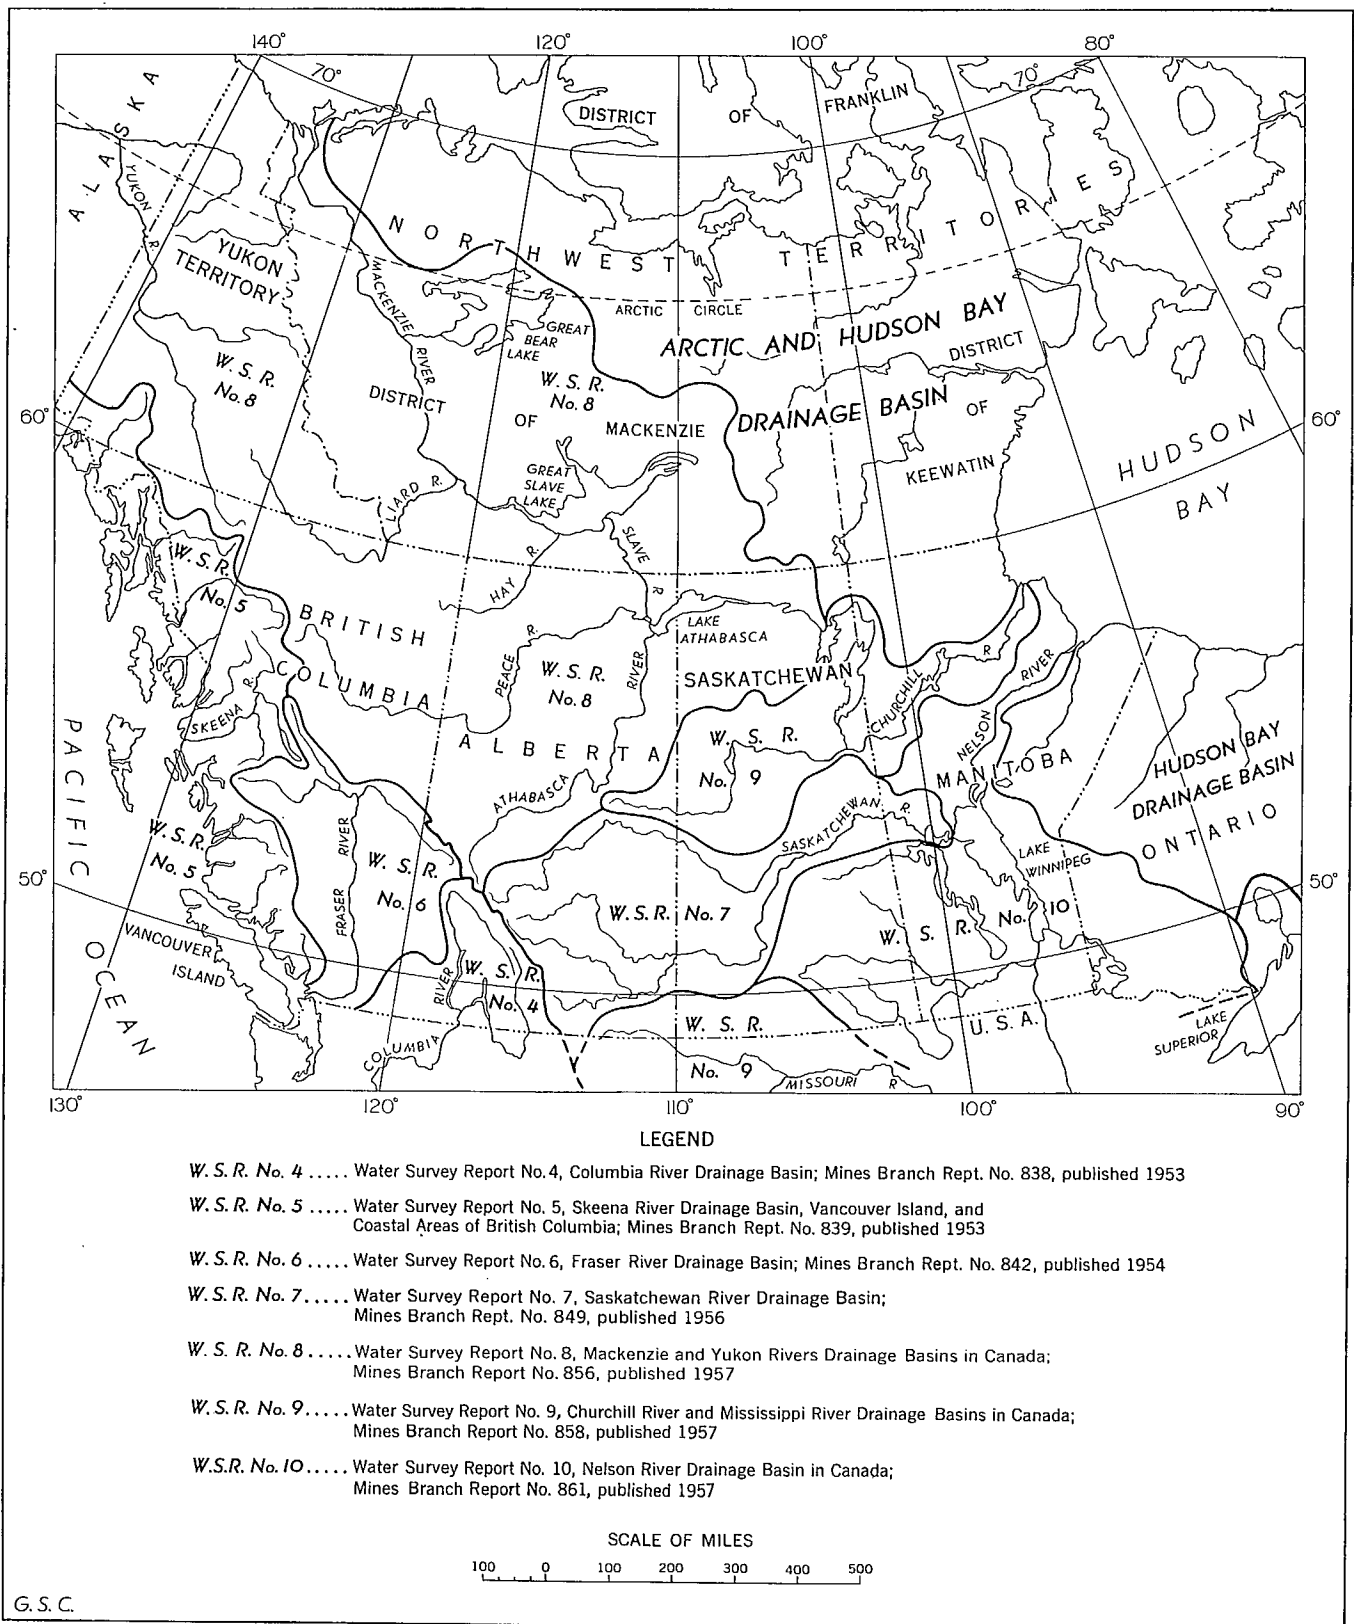 140° 120° 100° 80°
70° 70°
ALASKA
DISTRICT OF FRANKLIN
YUKON R.
NORTHWEST TERRITORIES
YUKON
TERRITORY
MACKENZIE RIVER
ARCTIC CIRCLE
GREAT
BEAR
LAKE
ARCTIC AND HUDSON BAY
DRAINAGE BASIN
DISTRICT
OF
KEEWATIN
W. S. R.
No. 8
W. S. R.
No. 8
DISTRICT
OF
MACKENZIE
60° 60°
HUDSON
BAY
GREAT
SLAVE
LAKE
LIARD R.
SLAVE R.
HAY R.
W. S. R.
No. 5
BRITISH
COLUMBIA
LAKE
ATHABASCA
PEACE R.
W. S. R.
No. 8
RIVER
SASKATCHEWAN
CHURCHILL R.
NELSON RIVER
SKEENA R.
PACIFIC
OCEAN
ALBERTA
ATHABASCA
W. S. R.
No. 9
MANITOBA
HUDSON BAY
DRAINAGE BASIN
ONTARIO
SASKATCHEWAN R.
LAKE
WINNIPEG
W. S. R.
No. 5
FRASER RIVER
W. S. R.
No. 6
50° 50°
W. S. R. No. 7
W. S. R. No. 10
VANCOUVER
ISLAND
COLUMBIA RIVER
W. S. R.
No. 4
W. S. R.
No. 9
U. S. A.
LAKE
SUPERIOR
MISSOURI R
130° 120° 110° 100° 90°
LEGEND
W. S. R. No. 4 ..... Water Survey Report No. 4, Columbia River Drainage Basin; Mines Branch Rept. No. 838, published 1953
W. S. R. No. 5 ..... Water Survey Report No. 5, Skeena River Drainage Basin, Vancouver Island, and
Coastal Areas of British Columbia; Mines Branch Rept. No. 839, published 1953
W. S. R. No. 6 ..... Water Survey Report No. 6, Fraser River Drainage Basin; Mines Branch Rept. No. 842, published 1954
W. S. R. No. 7 ..... Water Survey Report No. 7, Saskatchewan River Drainage Basin;
Mines Branch Rept. No. 849, published 1956
W. S. R. No. 8 ..... Water Survey Report No. 8, Mackenzie and Yukon Rivers Drainage Basins in Canada;
Mines Branch Report No. 856, published 1957
W. S. R. No. 9 ..... Water Survey Report No. 9, Churchill River and Mississippi River Drainage Basins in Canada;
Mines Branch Report No. 858, published 1957
W.S.R. No. 10 ..... Water Survey Report No. 10, Nelson River Drainage Basin in Canada;
Mines Branch Report No. 861, published 1957
SCALE OF MILES
100 0 100 200 300 400 500
G. S. C.